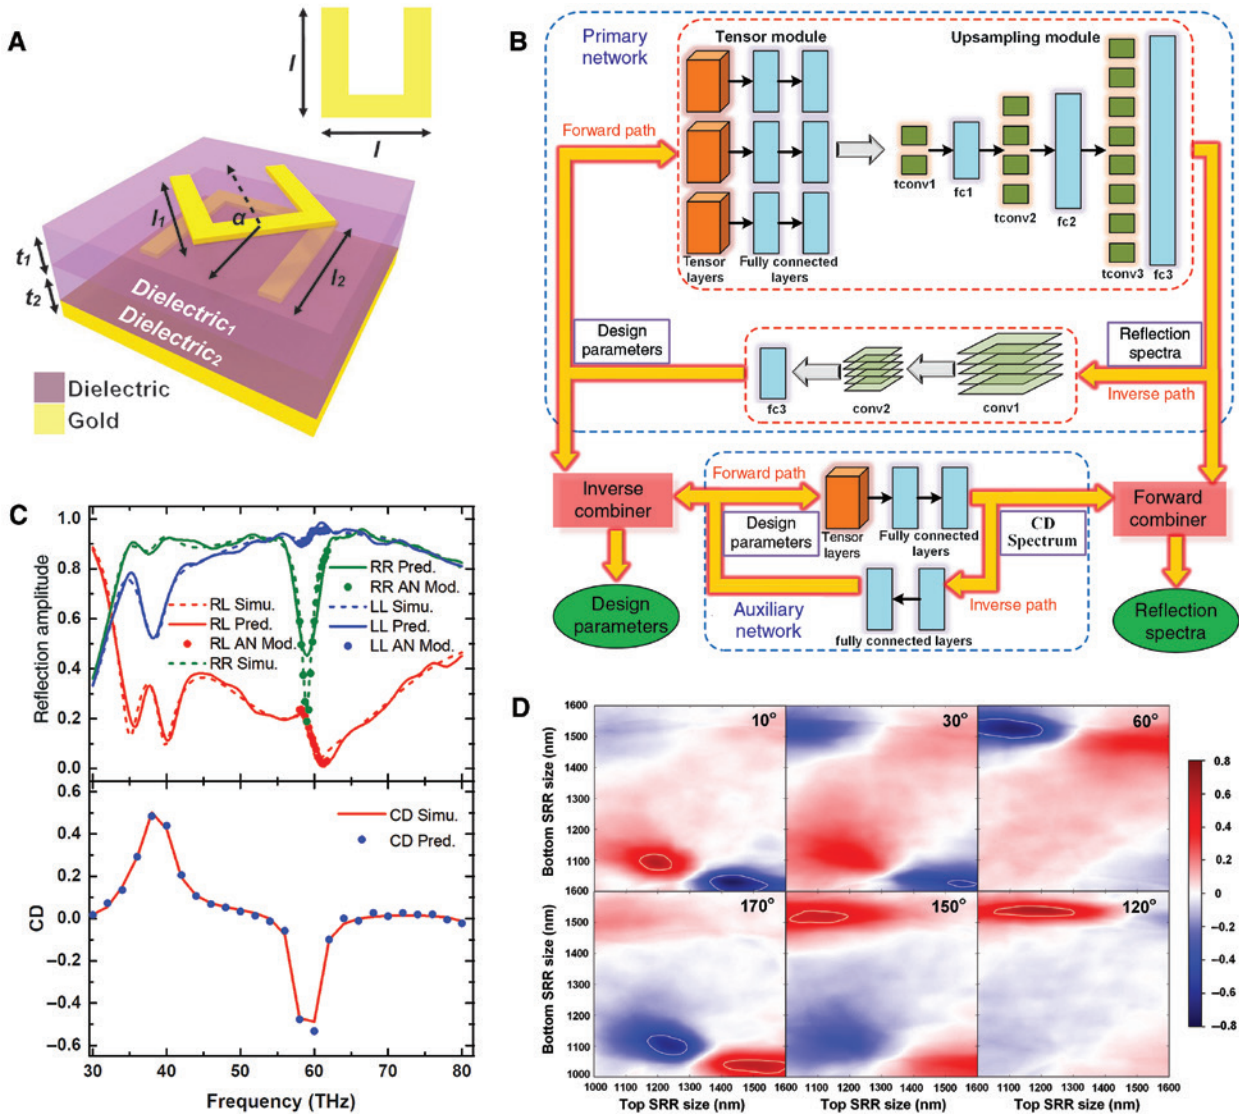 A
l
l
α
l1
l2
t1
t2
Dielectric1
Dielectric2
Dielectric
Gold
B
Primary
network
Tensor module
Upsampling module
Forward path
tconv1
fc1
tconv2
fc2
tconv3
fc3
Tensor
layers
Fully connected
layers
Design
parameters
Reflection
spectra
fc3
conv2
conv1
Inverse path
Inverse
combiner
Forward path
Design
parameters
Tensor
layers
Fully connected
layers
CD
Spectrum
Forward
combiner
Design
parameters
Auxiliary network
fully connected layers
Inverse path
Reflection
spectra
C
Reflection amplitude
1.0
0.8
0.6
0.4
0.2
0.0
RR Pred.
RR AN Mod.
RL Simu.
LL Simu.
RL Pred.
LL Pred.
RL AN Mod.
LL AN Mod.
RR Simu.
CD
0.6
0.4
0.2
0.0
−0.2
−0.4
−0.6
CD Simu.
CD Pred.
30 40 50 60 70 80
Frequency (THz)
D
Bottom SRR size (nm)
1600
1500
1400
1300
1200
1100
1600
10°
30°
60°
Bottom SRR size (nm)
1500
1400
1300
1200
1100
1000
170°
150°
120°
1000 1100 1200 1300 1400 1500 1600
1100 1200 1300 1400 1500 1600
1100 1200 1300 1400 1500 1600
Top SRR size (nm)
Top SRR size (nm)
Top SRR size (nm)
0.8
0.6
0.4
0.2
0
−0.2
−0.4
−0.6
−0.8